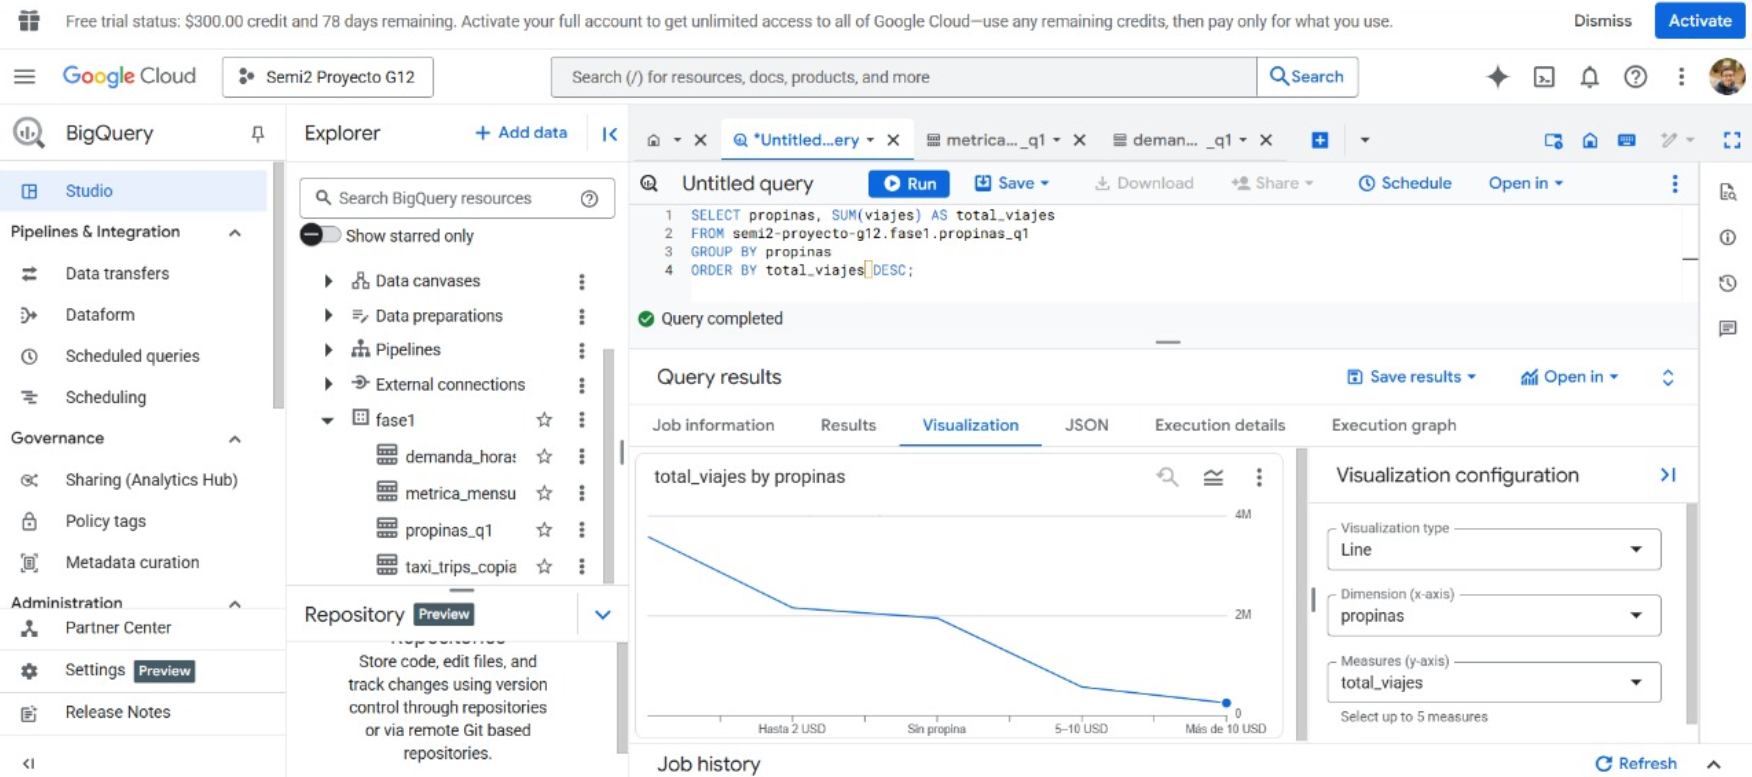 Free trial status: $300.00 credit and 78 days remaining. Activate your full account to get unlimited access to all of Google Cloud—use any remaining credits, then pay only for what you use.
Dismiss
Activate
Google Cloud
Semi2 Proyecto G12
Search (/) for resources, docs, products, and more
Search
BigQuery
Studio
Pipelines & Integration
Data transfers
Dataform
Scheduled queries
Scheduling
Governance
Sharing (Analytics Hub)
Policy tags
Metadata curation
Administration
Partner Center
Settings Preview
Release Notes
Explorer
+ Add data
Search BigQuery resources
Show starred only
Data canvases
Data preparations
Pipelines
External connections
fase1
demanda_horas
metrica_mensu
propinas_q1
taxi_trips_copia
Repository Preview
Repositories
Store code, edit files, and
track changes using version
control through repositories
or via remote Git based
repositories.
*Untitled...ery
metrica..._q1
deman... _q1
Untitled query
Run
Save
Download
Share
Schedule
Open in
1 SELECT propinas, SUM(viajes) AS total_viajes
2 FROM semi2-proyecto-g12.fase1.propinas_q1
3 GROUP BY propinas
4 ORDER BY total_viajes DESC;
Query completed
Query results
Save results
Open in
Job information
Results
Visualization
JSON
Execution details
Execution graph
total_viajes by propinas
4M
2M
0
Hasta 2 USD
Sin propina
5–10 USD
Más de 10 USD
Visualization configuration
Visualization type
Line
Dimension (x-axis)
propinas
Measures (y-axis)
total_viajes
Select up to 5 measures
Job history
Refresh